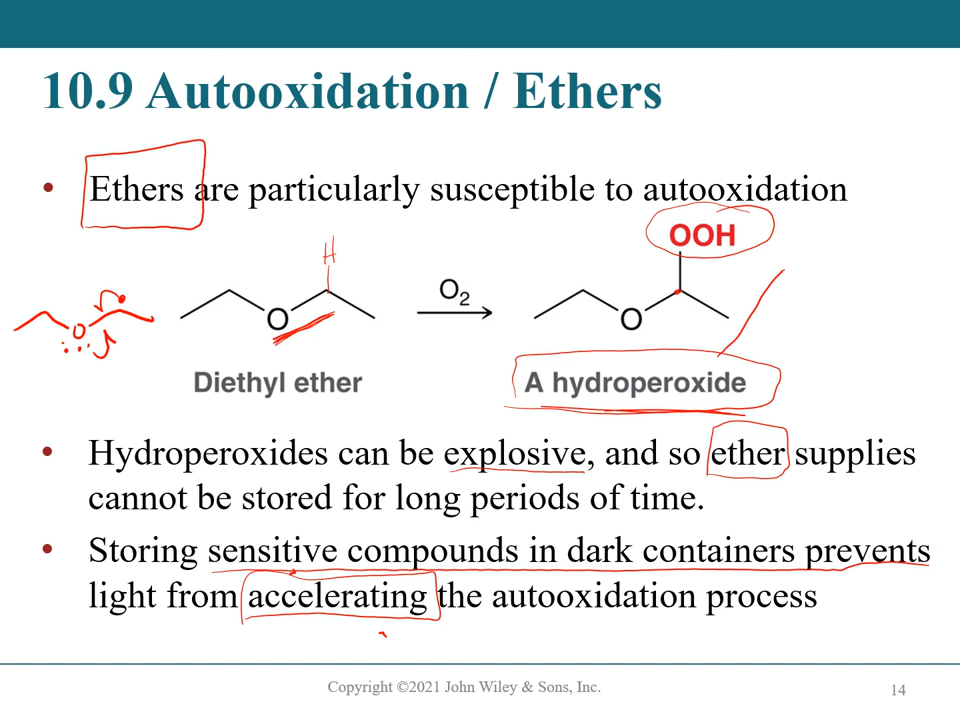 10.9 Autooxidation / Ethers
• Ethers are particularly susceptible to autooxidation
OOH
H
O₂
O
O
O
Diethyl ether
A hydroperoxide
• Hydroperoxides can be explosive, and so ether supplies
cannot be stored for long periods of time.
• Storing sensitive compounds in dark containers prevents
light from accelerating the autooxidation process
Copyright ©2021 John Wiley & Sons, Inc.
14